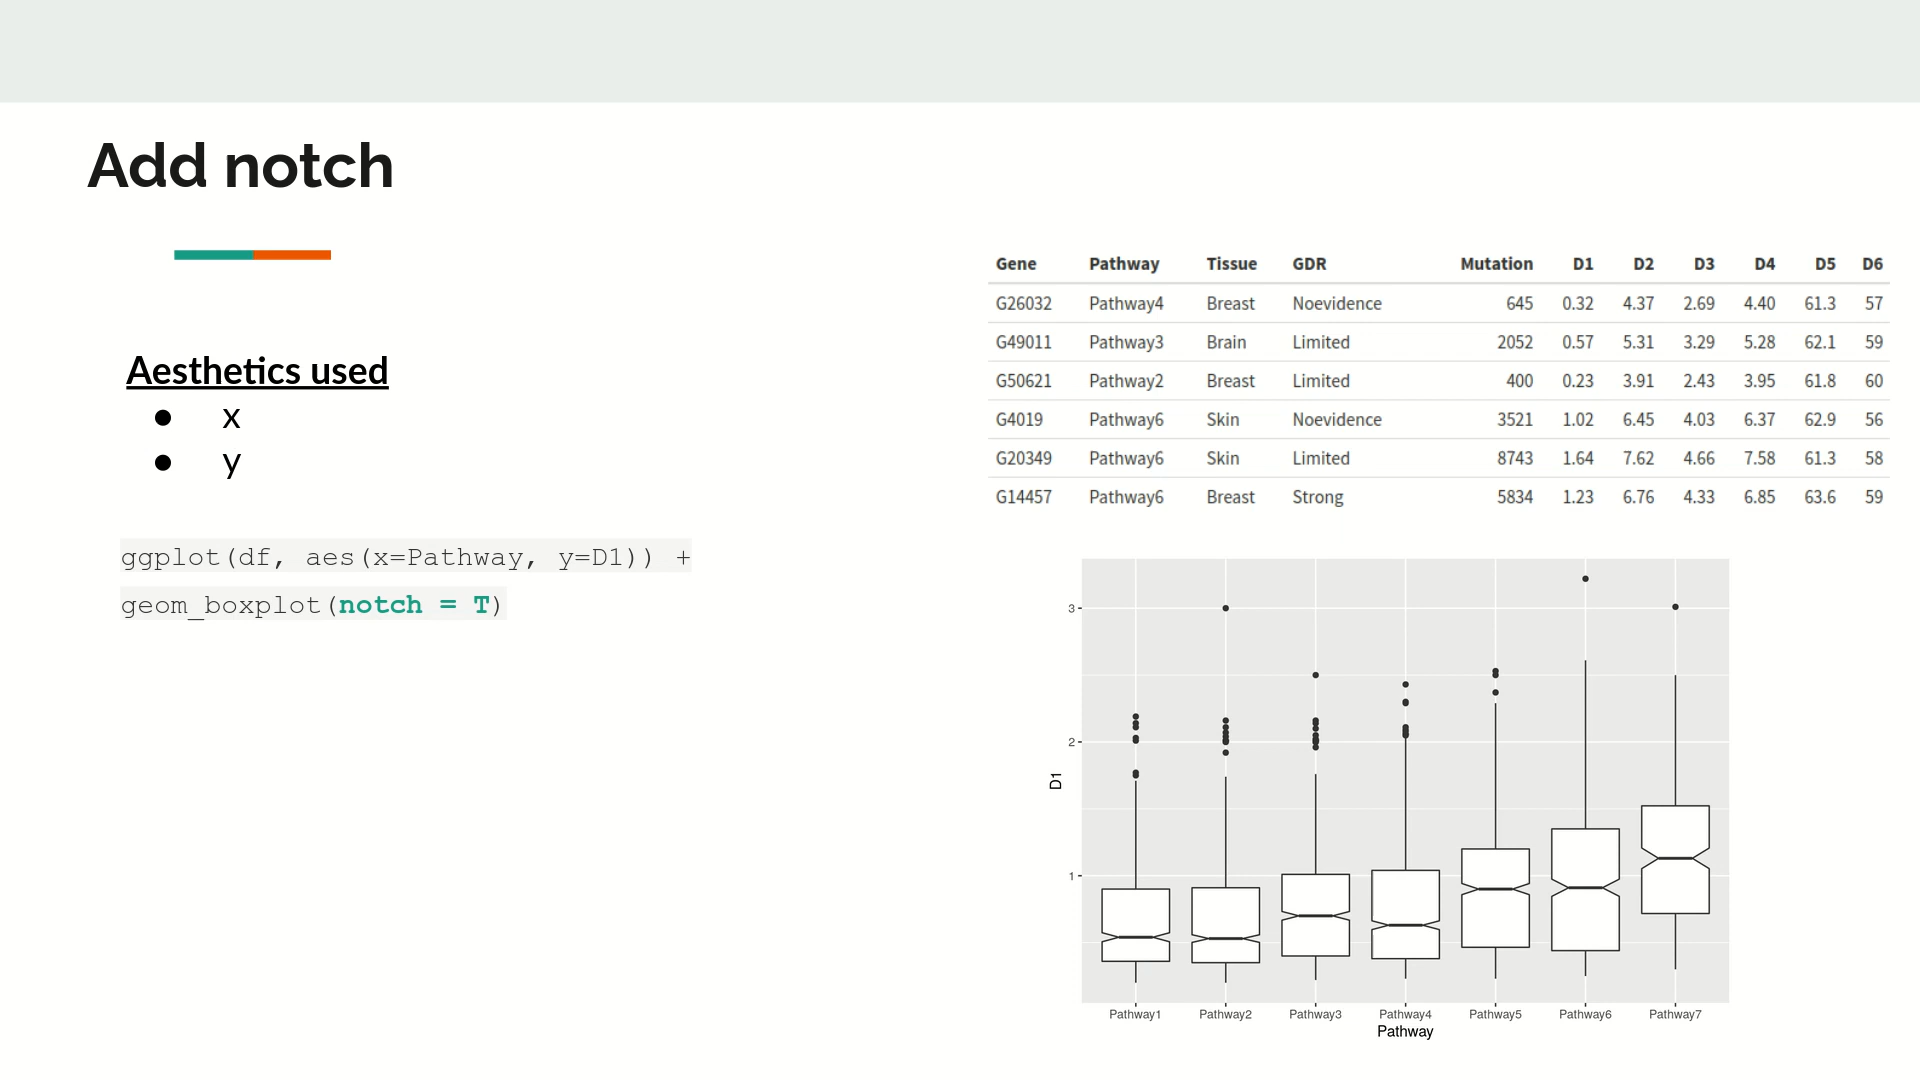 Add notch
Aesthetics used
● x
● y
ggplot(df, aes(x=Pathway, y=D1)) +
geom_boxplot(notch = T)
Gene Pathway Tissue GDR Mutation D1 D2 D3 D4 D5 D6
G26032 Pathway4 Breast Noevidence 645 0.32 4.37 2.69 4.40 61.3 57
G49011 Pathway3 Brain Limited 2052 0.57 5.31 3.29 5.28 62.1 59
G50621 Pathway2 Breast Limited 400 0.23 3.91 2.43 3.95 61.8 60
G4019 Pathway6 Skin Noevidence 3521 1.02 6.45 4.03 6.37 62.9 56
G20349 Pathway6 Skin Limited 8743 1.64 7.62 4.66 7.58 61.3 58
G14457 Pathway6 Breast Strong 5834 1.23 6.76 4.33 6.85 63.6 59
3
2
D1
1
Pathway1 Pathway2 Pathway3 Pathway4 Pathway5 Pathway6 Pathway7
Pathway